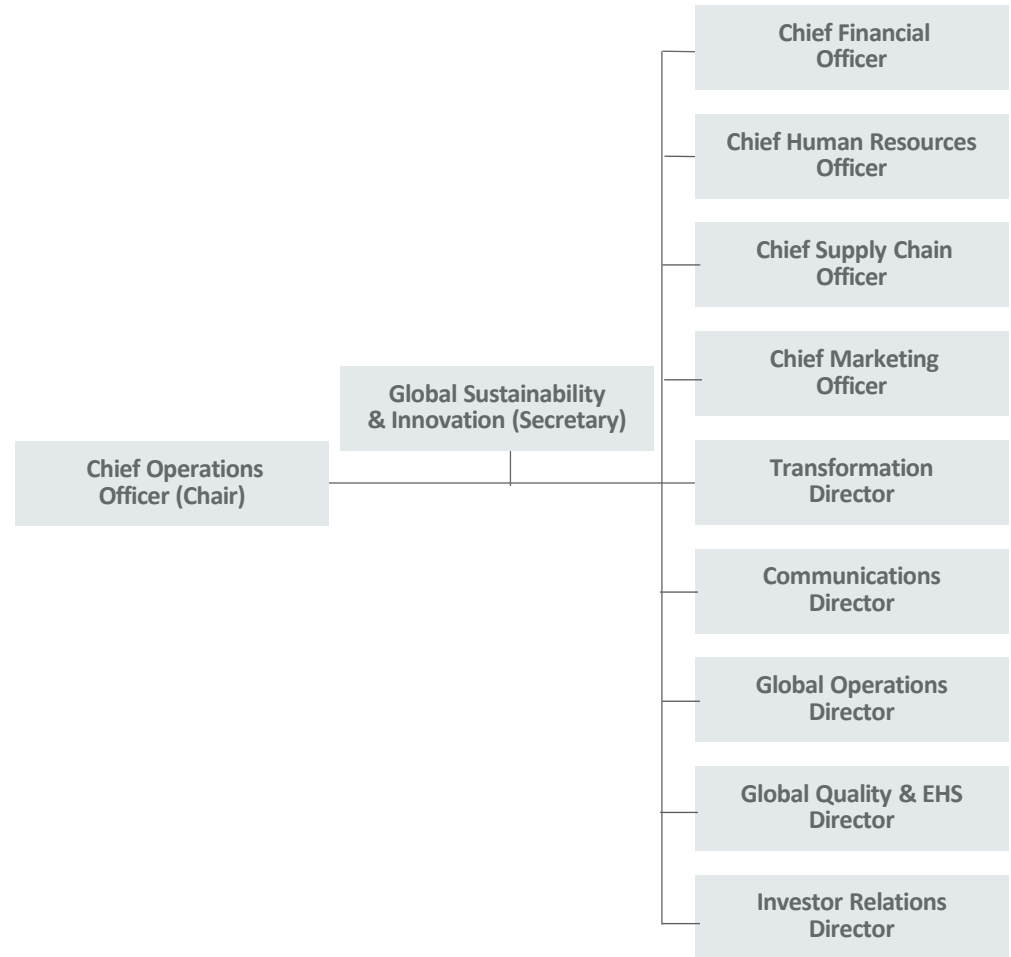 Chief Financial
Officer
Chief Human Resources
Officer
Chief Supply Chain
Officer
Chief Marketing
Officer
Global Sustainability
& Innovation (Secretary)
Chief Operations
Officer (Chair)
Transformation
Director
Communications
Director
Global Operations
Director
Global Quality & EHS
Director
Investor Relations
Director